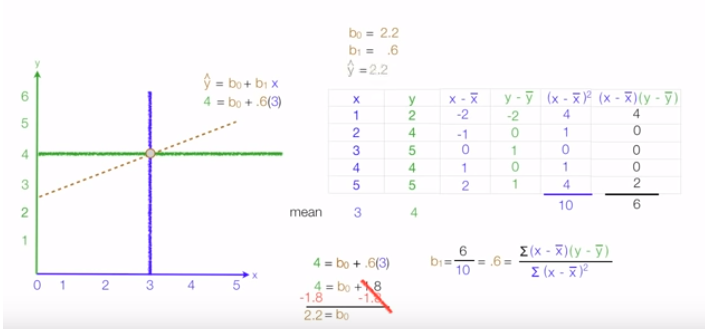 b₀ = 2.2
b₁ = .6
ŷ = 2.2
y
ŷ = b₀ + b₁ x
4 = b₀ + .6(3)
6
5
4
3
2
1
0 1 2 3 4 5 x
x y x - x̅ y - y̅ (x - x̅)² (x - x̅)(y - y̅)
1 2 -2 -2 4 4
2 4 -1 0 1 0
3 5 0 1 0 0
4 4 1 0 1 0
5 5 2 1 4 2
10 6
mean 3 4
4 = b₀ + .6(3)
4 = b₀ + 1.8
-1.8 -1.8
2.2 = b₀
b₁ = 6/10 = .6 = Σ(x - x̅)(y - y̅) / Σ(x - x̅)²